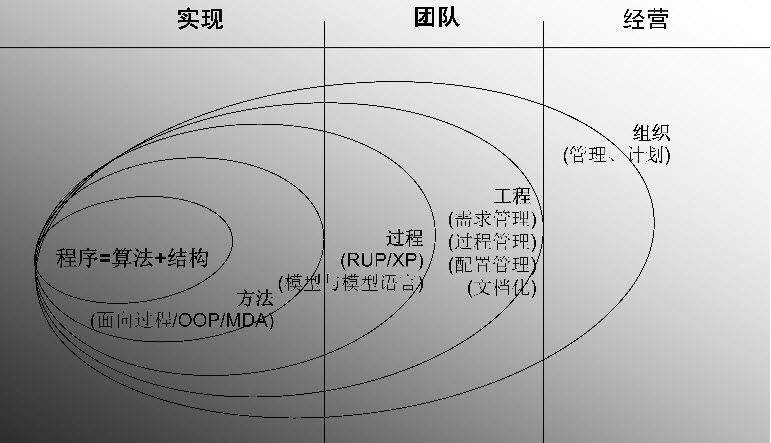 实现
团队
经营
组织
(管理、计划)
工程
(需求管理)
(过程管理)
(配置管理)
(文档化)
过程
(RUP/XP)
(模型与模型语言)
程序=算法+结构
方法
(面向过程/OOP/MDA)